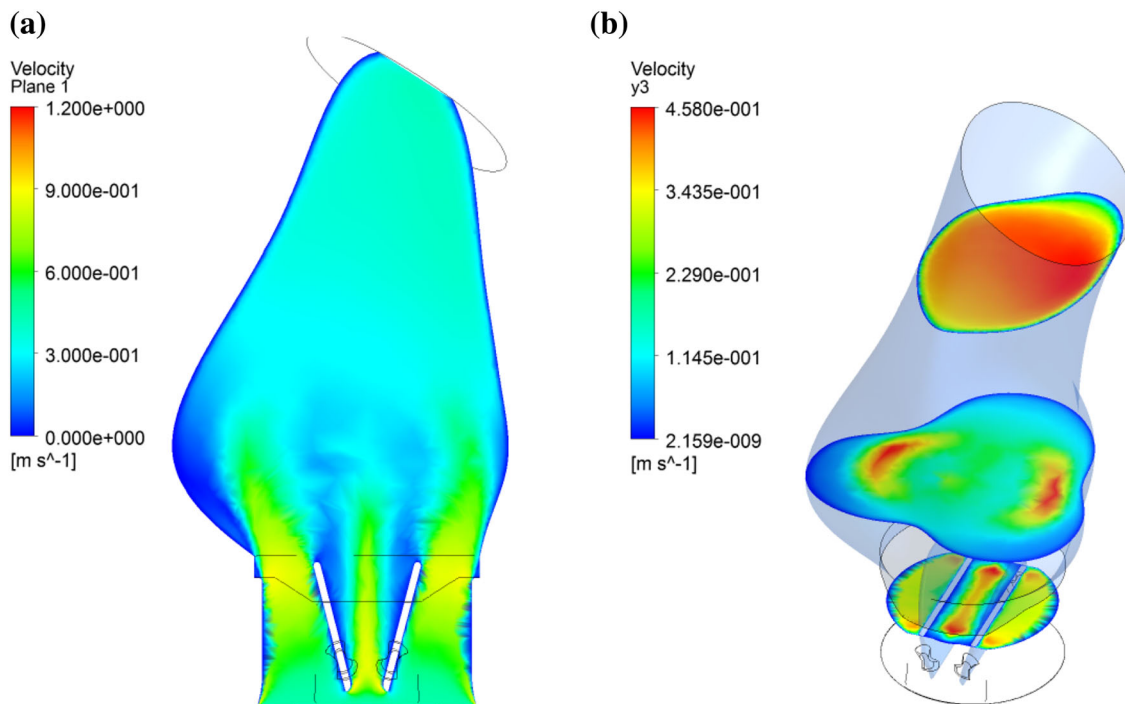 (a)
Velocity
Plane 1
1.200e+000
9.000e-001
6.000e-001
3.000e-001
0.000e+000
[m s^-1]
(b)
Velocity
y3
4.580e-001
3.435e-001
2.290e-001
1.145e-001
2.159e-009
[m s^-1]